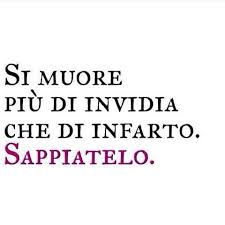 Si muore
più di invidia
che di infarto.
Sappiatelo.